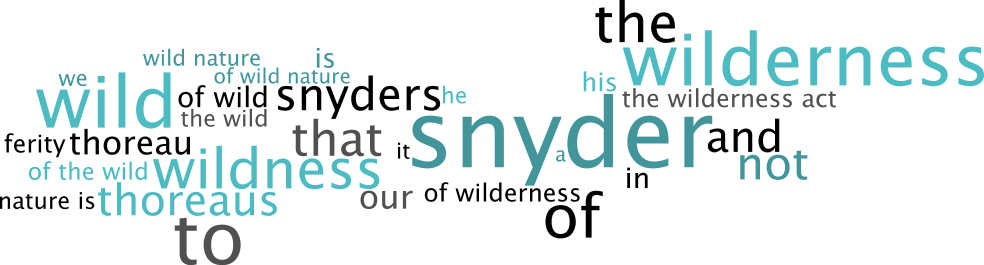 the
wild nature is wilderness
we of wild nature his
wild of wild snyders he the wilderness act
the wild
ferity thoreau that it snyder and
of the wild wildness a not
nature is thoreaus our of wilderness in
to of